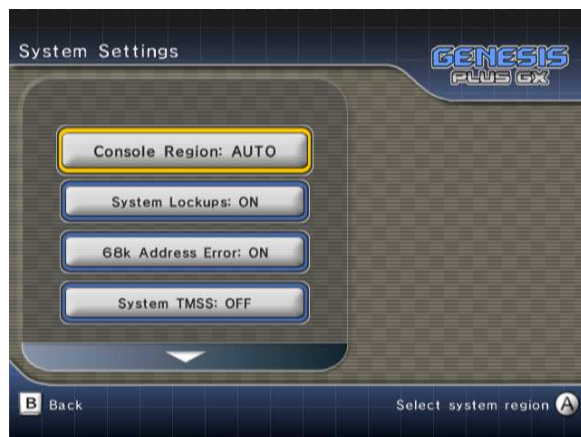 System Settings
GENESIS
PLUS GX
Console Region: AUTO
System Lockups: ON
68k Address Error: ON
System TMSS: OFF
B Back
Select system region A